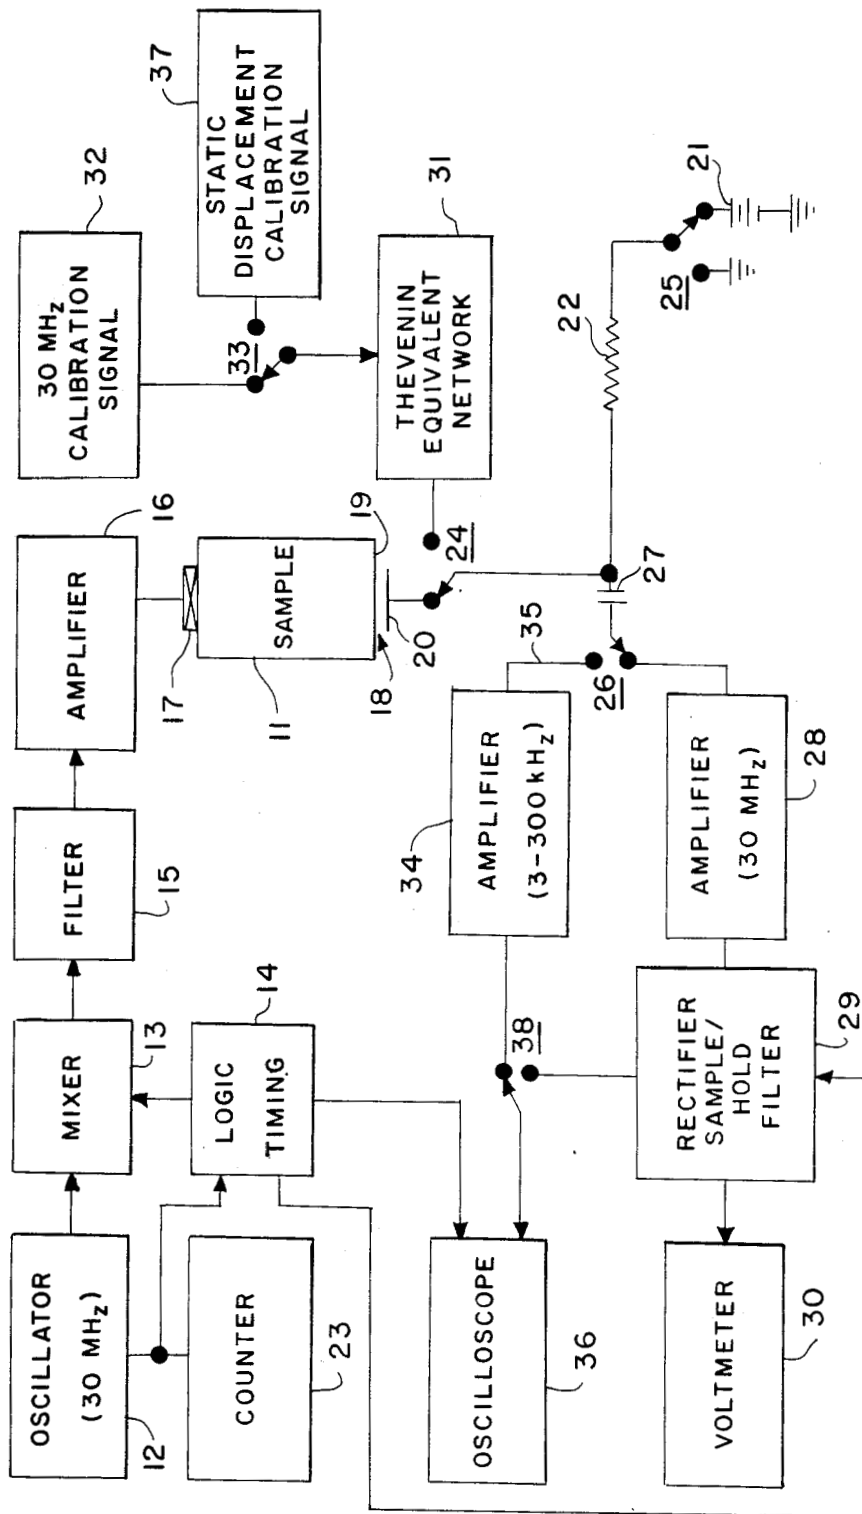 OSCILLATOR
(30 MHz)
12
MIXER
13
FILTER
15
AMPLIFIER
16
30 MHz
CALIBRATION
SIGNAL
32
COUNTER
23
LOGIC
TIMING
14
17
SAMPLE
11
18
19
20
33
STATIC
DISPLACEMENT
CALIBRATION
SIGNAL
37
THEVENIN
EQUIVALENT
NETWORK
31
24
OSCILLOSCOPE
36
38
AMPLIFIER
(3-300 kHz)
34
35
26
27
22
25
21
VOLTMETER
30
RECTIFIER
SAMPLE/
HOLD
FILTER
29
AMPLIFIER
(30 MHz)
28